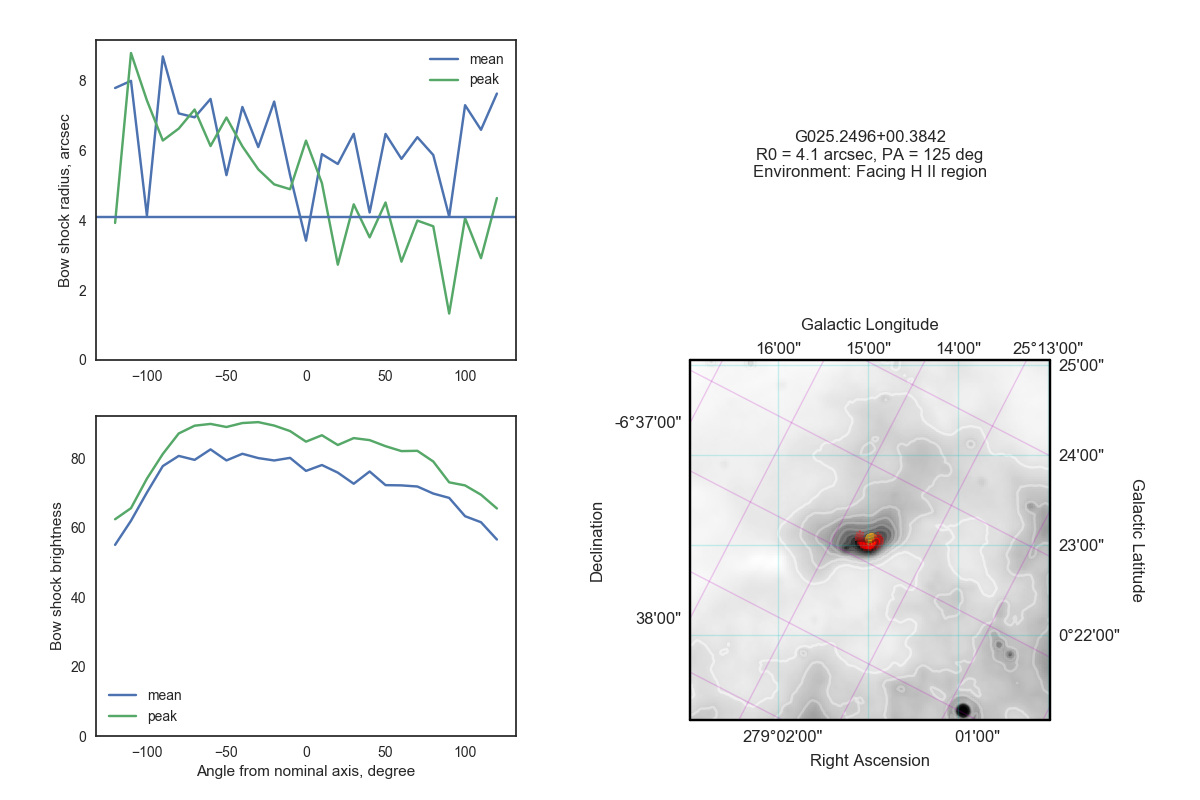 mean
peak
8
6
4
2
0
Bow shock radius, arcsec
−100
−50
0
50
100
G025.2496+00.3842
R0 = 4.1 arcsec, PA = 125 deg
Environment: Facing H II region
80
60
40
20
0
Bow shock brightness
mean
peak
−100
−50
0
50
100
Angle from nominal axis, degree
Galactic Longitude
16'00"
15'00"
14'00"
25°13'00"
25'00"
24'00"
23'00"
0°22'00"
Galactic Latitude
-6°37'00"
38'00"
Declination
279°02'00"
01'00"
Right Ascension